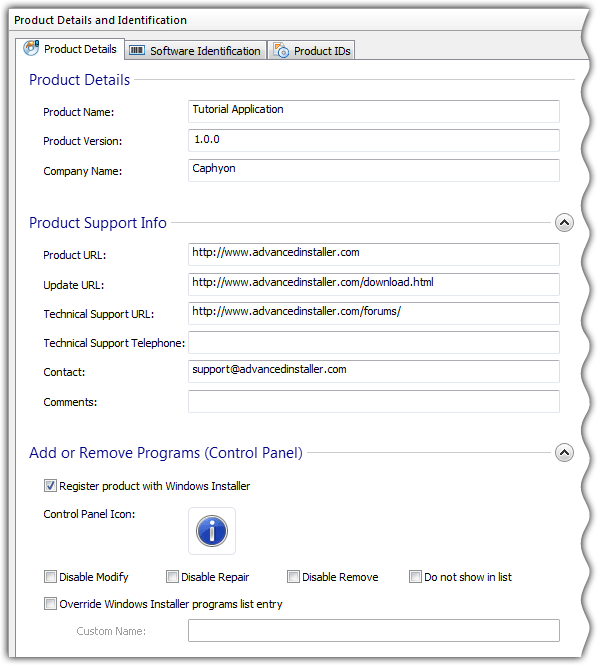 Product Details and Identification
Product Details Software Identification Product IDs
Product Details
Product Name: Tutorial Application
Product Version: 1.0.0
Company Name: Caphyon
Product Support Info
Product URL: http://www.advancedinstaller.com
Update URL: http://www.advancedinstaller.com/download.html
Technical Support URL: http://www.advancedinstaller.com/forums/
Technical Support Telephone:
Contact: support@advancedinstaller.com
Comments:
Add or Remove Programs (Control Panel)
Register product with Windows Installer
Control Panel Icon:
Disable Modify Disable Repair Disable Remove Do not show in list
Override Windows Installer programs list entry
Custom Name: